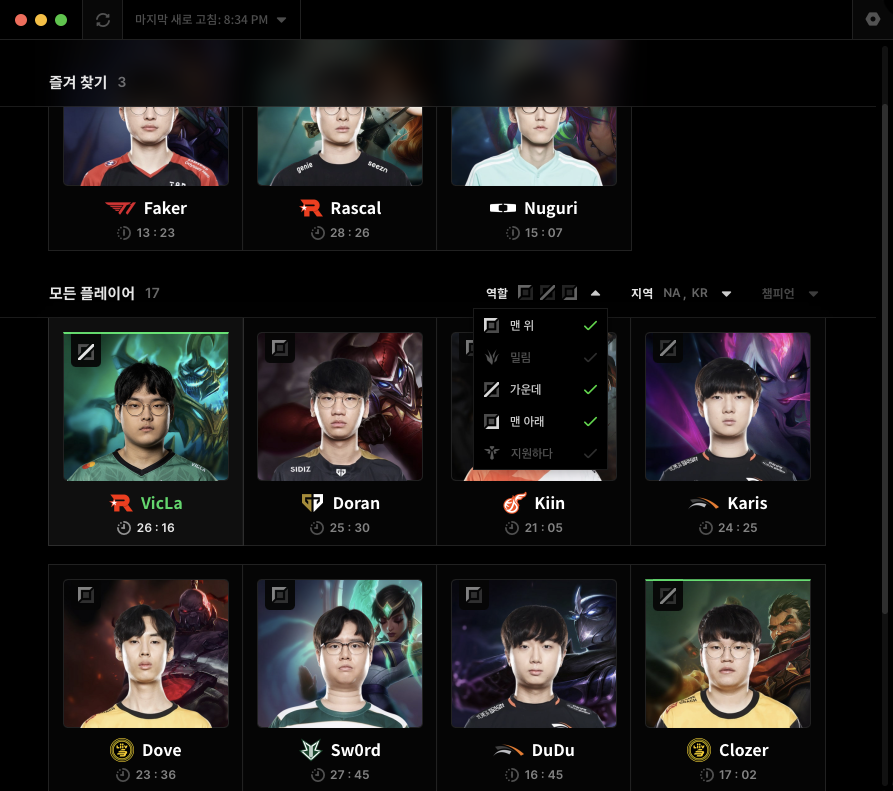 마지막 새로 고침: 8:34 PM
즐겨 찾기 3
Faker
13 : 23
genie
seezn
Rascal
28 : 26
Nuguri
15 : 07
모든 플레이어 17
역할
지역 NA , KR
챔피언
맨 위
밀림
가운데
맨 아래
지원하다
VicLa
26 : 16
SIDIZ
Doran
25 : 30
Kiin
21 : 05
Karis
24 : 25
Dove
23 : 36
Sw0rd
27 : 45
DuDu
16 : 45
Clozer
17 : 02